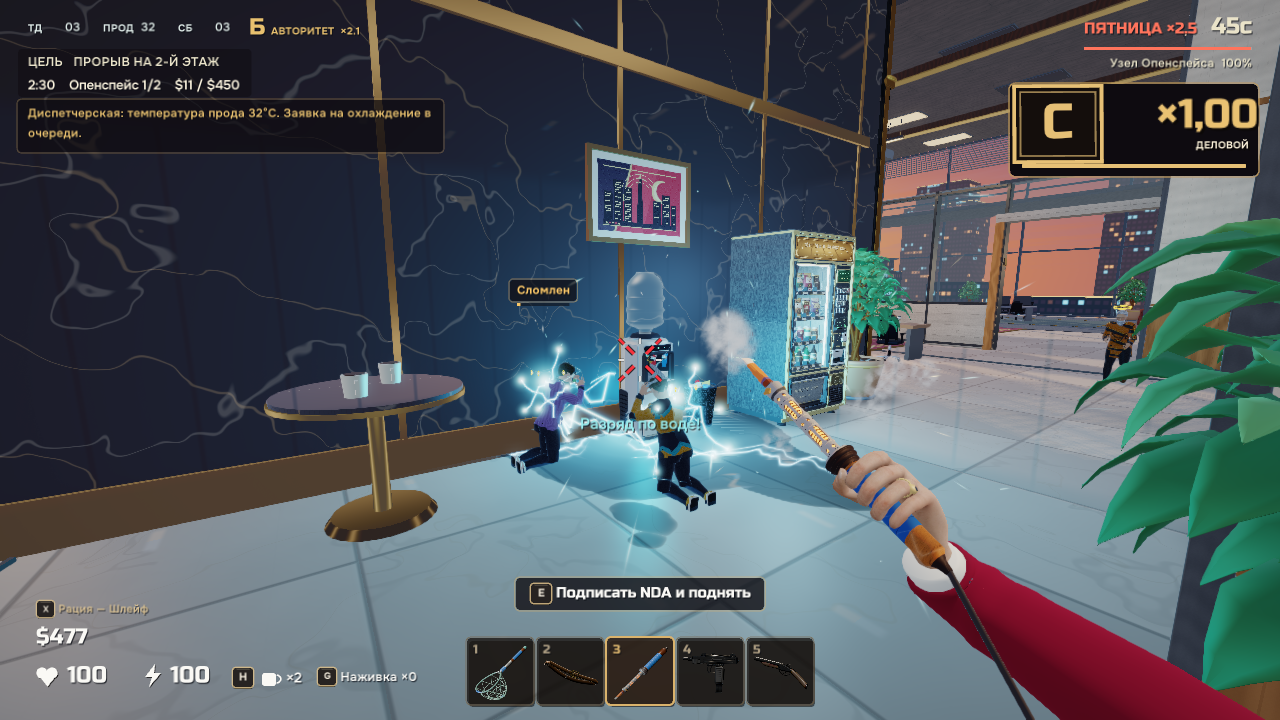 ТД 03 ПРОД 32 СБ 03 Б АВТОРИТЕТ ×2.1
ЦЕЛЬ ПРОРЫВ НА 2-Й ЭТАЖ
2:30 Опенспейс 1/2 $11 / $450
Диспетчерская: температура прода 32°C. Заявка на охлаждение в
очереди.
ПЯТНИЦА ×2,5 45с
Узел Опенспейса 100%
С ×1,00
ДЕЛОВОЙ
Сломлен
Разряд по воде!
E Подписать NDA и поднять
X Рация — Шлейф
$477
100 100 H ×2 G Наживка ×0
1 2 3 4 5